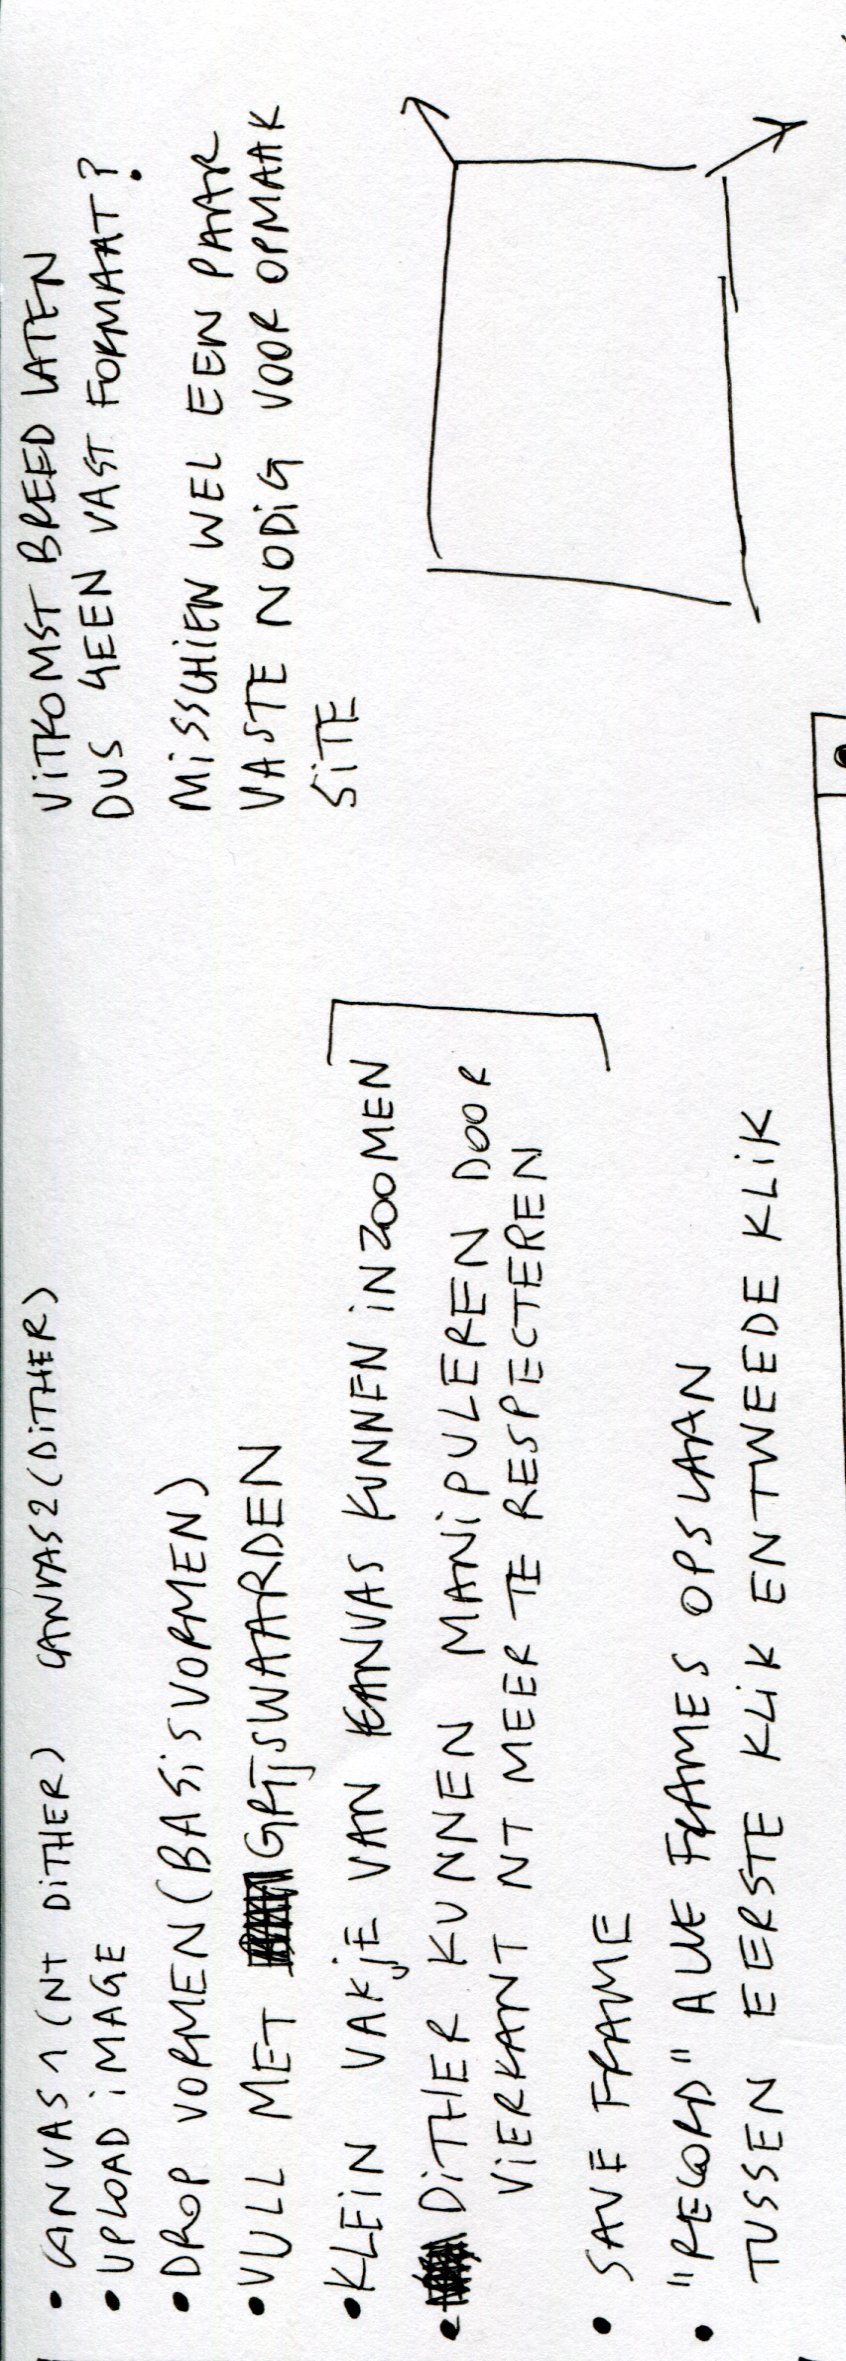 • CANVAS 1 (NT DITHER) CANVAS 2 (DITHER)
• UPLOAD IMAGE
• DROP VORMEN (BASISVORMEN)
• VULL MET GRIJSWAARDEN
• KLEIN VAKJE VAN KANVAS KUNNEN INZOOMEN
• DITHER KUNNEN MANIPULEREN DOOR
VIERKANT NT MEER TE RESPECTEREN
• SAVE FRAME
• "RECORD" ALLE FRAMES OPSLAAN
TUSSEN EERSTE KLIK EN TWEEDE KLIK
UITKOMST BREED LATEN
DUS GEEN VAST FORMAAT?
MISSCHIEN WEL EEN PAAR
VASTE NODIG VOOR OPMAAK
SITE